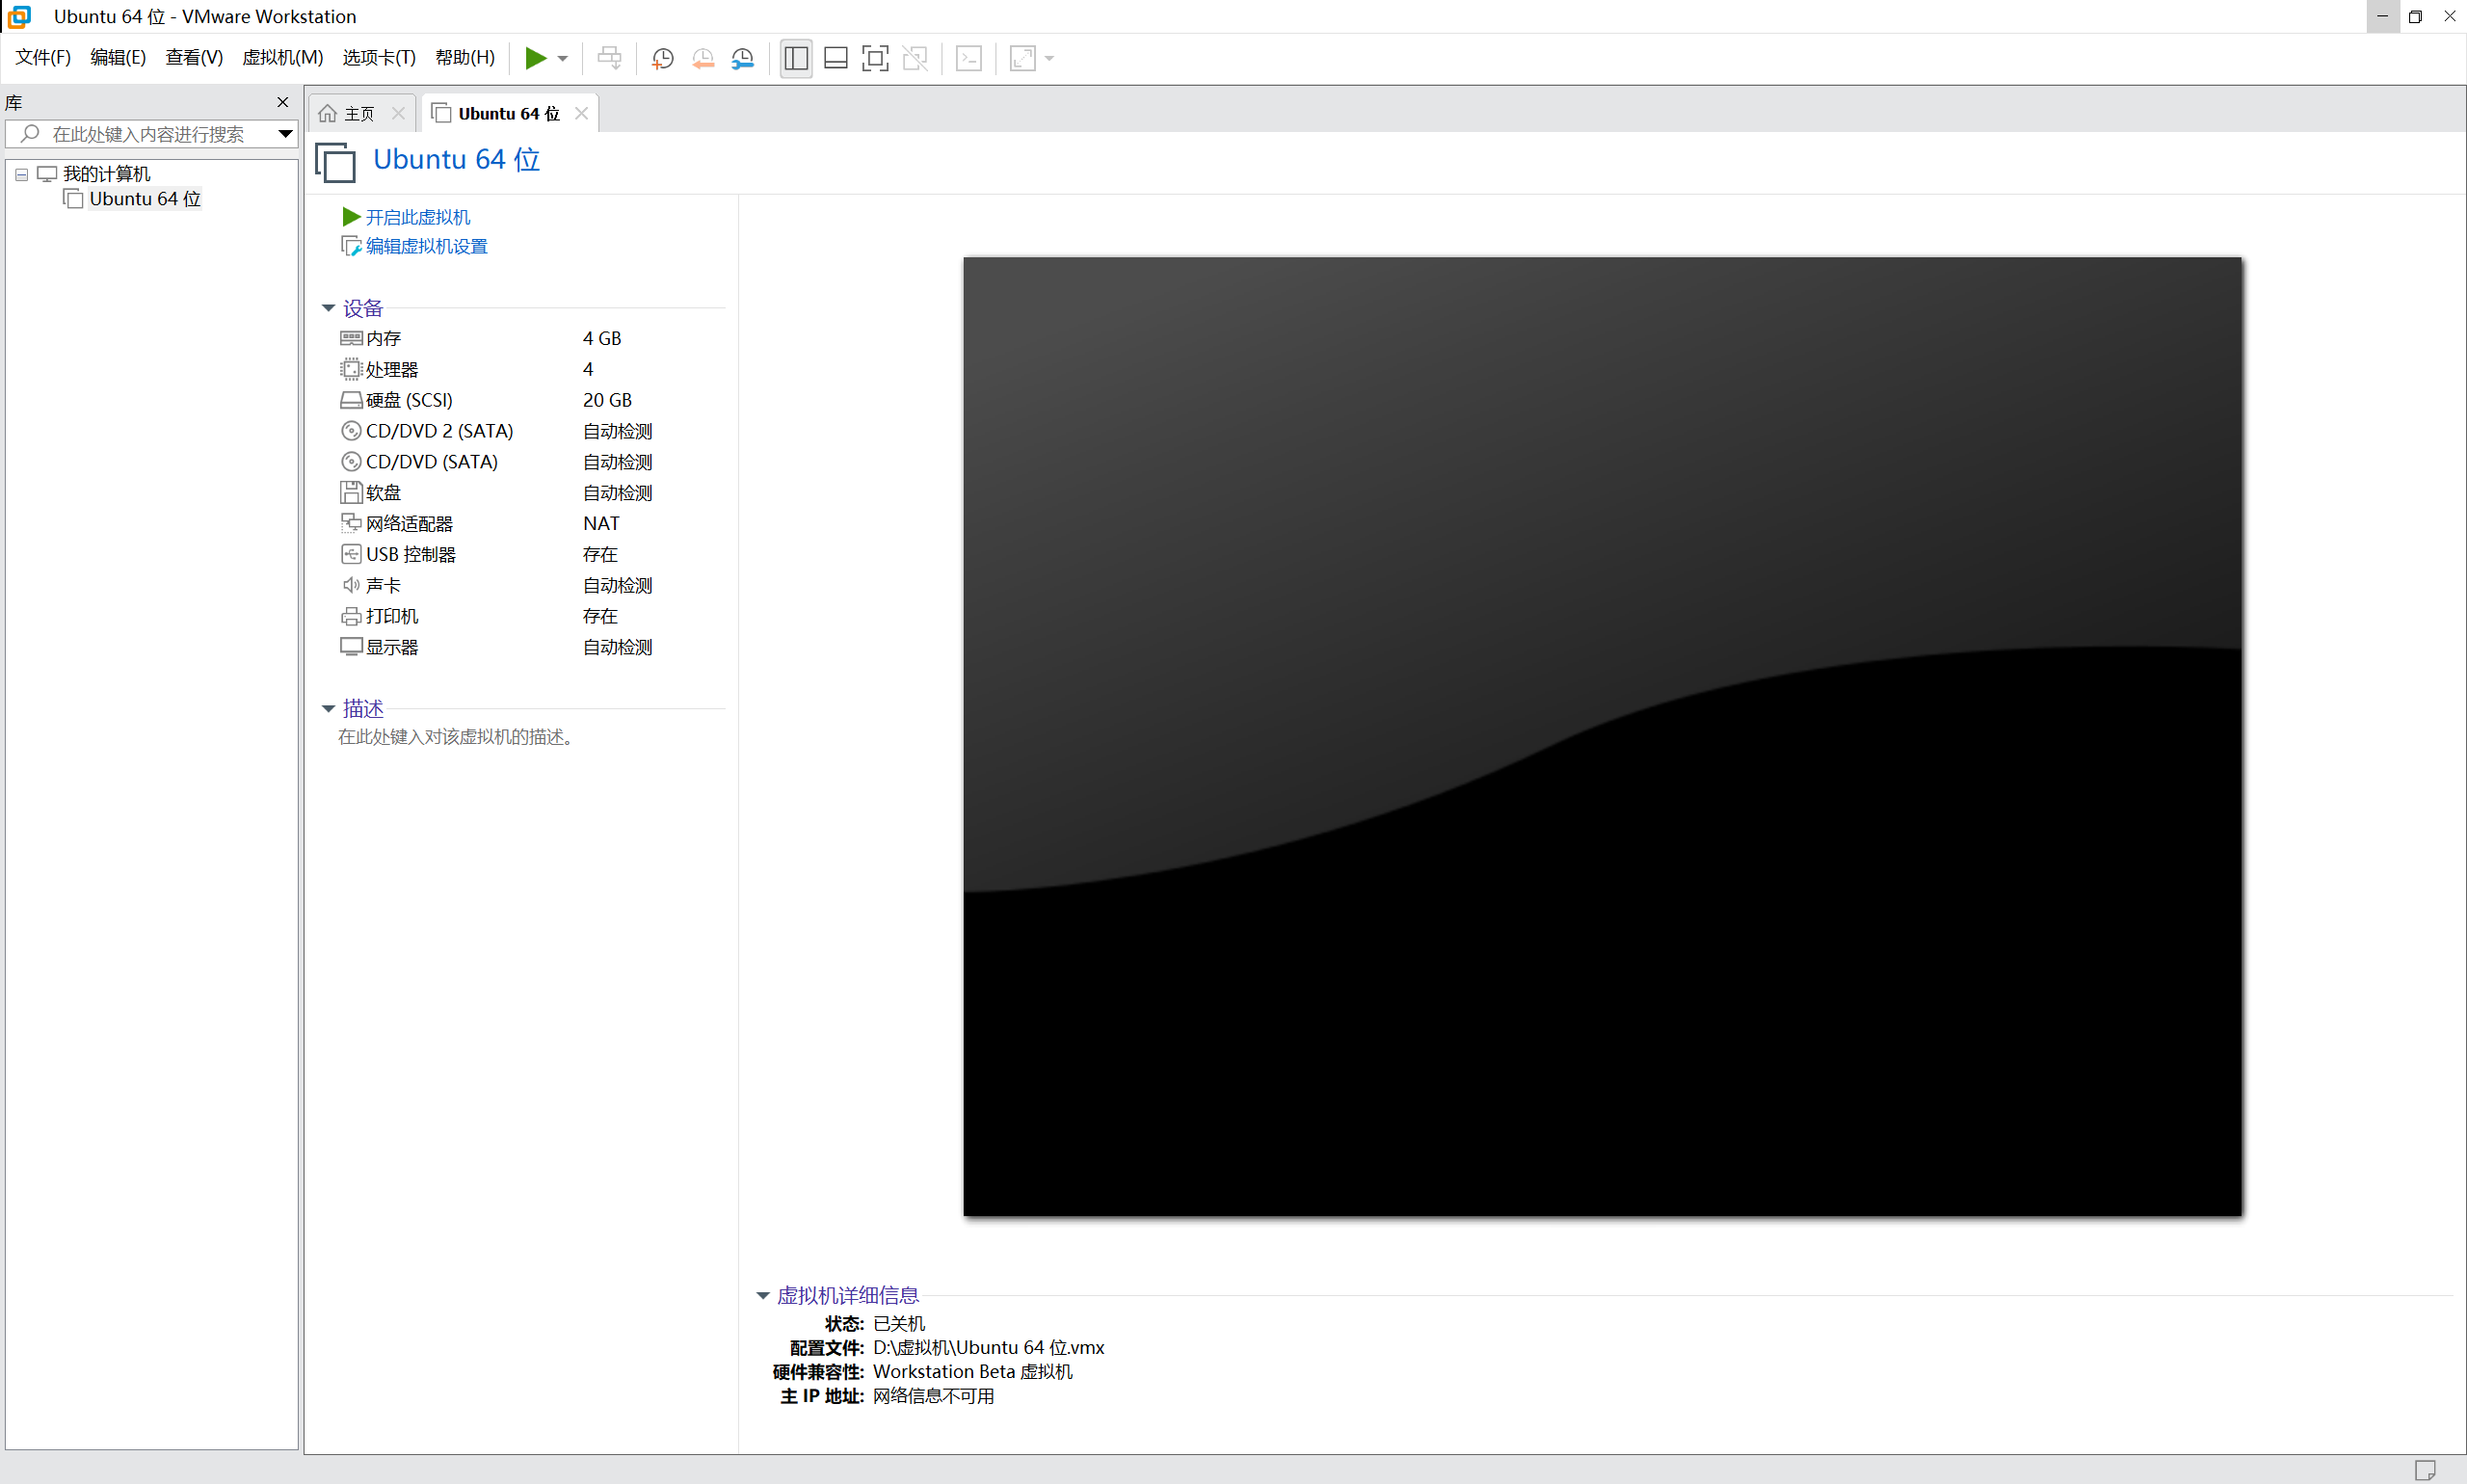 Ubuntu 64 位 - VMware Workstation
文件(F) 编辑(E) 查看(V) 虚拟机(M) 选项卡(T) 帮助(H)
库
在此处键入内容进行搜索
我的计算机
Ubuntu 64 位
主页
Ubuntu 64 位
Ubuntu 64 位
开启此虚拟机
编辑虚拟机设置
设备
内存 4 GB
处理器 4
硬盘 (SCSI) 20 GB
CD/DVD 2 (SATA) 自动检测
CD/DVD (SATA) 自动检测
软盘 自动检测
网络适配器 NAT
USB 控制器 存在
声卡 自动检测
打印机 存在
显示器 自动检测
描述
在此处键入对该虚拟机的描述。
虚拟机详细信息
状态: 已关机
配置文件: D:\虚拟机\Ubuntu 64 位.vmx
硬件兼容性: Workstation Beta 虚拟机
主 IP 地址: 网络信息不可用